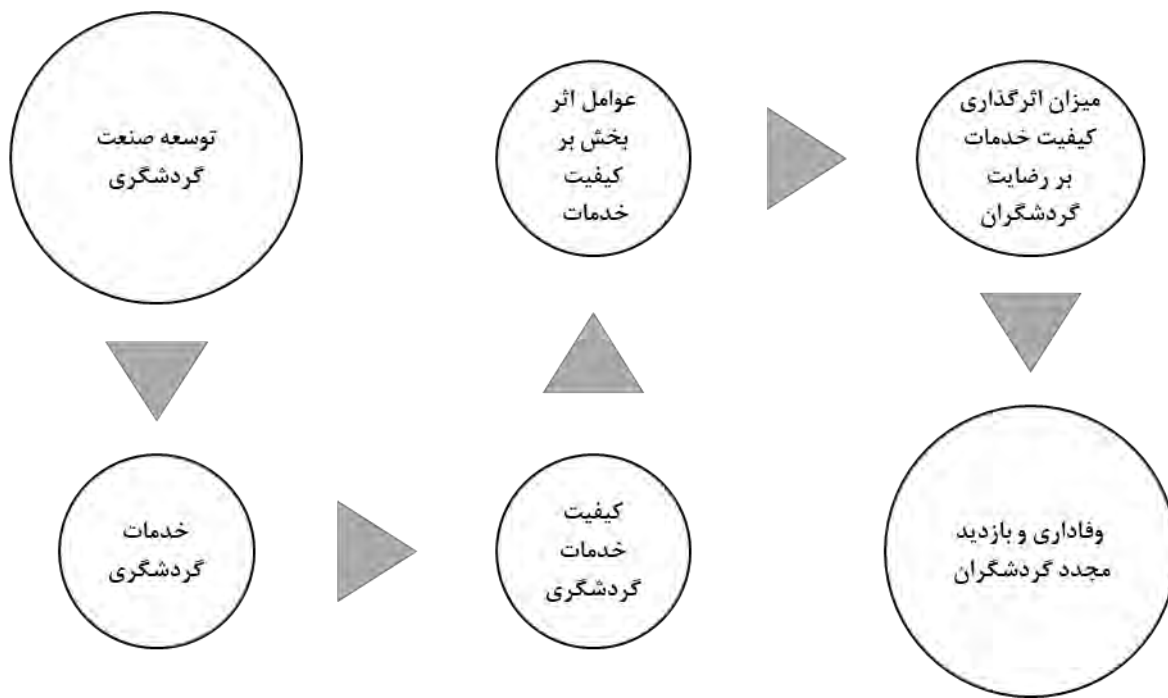 توسعه صنعت
گردشگری
خدمات
گردشگری
کیفیت
خدمات
گردشگری
عوامل اثر
بخش بر
کیفیت
خدمات
میزان اثرگذاری
کیفیت خدمات
بر رضایت
گردشگران
وفاداری و بازدید
مجدد گردشگران